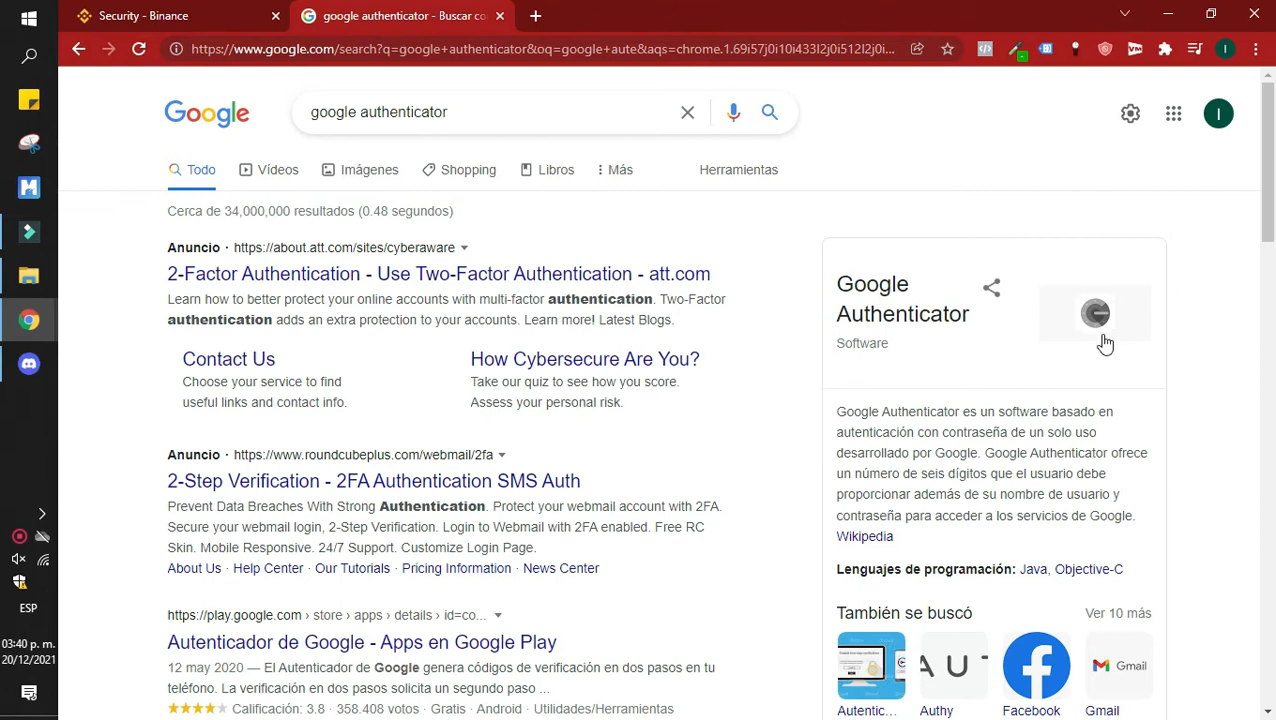 Security - Binance
google authenticator - Buscar co
https://www.google.com/search?q=google+authenticator&oq=google+aute&aqs=chrome.1.69i57j0i10i433l2j0i512l2j0i...
Google
google authenticator
I
Todo
Vídeos
Imágenes
Shopping
Libros
Más
Herramientas
Cerca de 34,000,000 resultados (0.48 segundos)
Anuncio · https://about.att.com/sites/cyberaware
2-Factor Authentication - Use Two-Factor Authentication - att.com
Learn how to better protect your online accounts with multi-factor authentication. Two-Factor
authentication adds an extra protection to your accounts. Learn more! Latest Blogs.
Contact Us
Choose your service to find
useful links and contact info.
How Cybersecure Are You?
Take our quiz to see how you score.
Assess your personal risk.
Anuncio · https://www.roundcubeplus.com/webmail/2fa
2-Step Verification - 2FA Authentication SMS Auth
Prevent Data Breaches With Strong Authentication. Protect your webmail account with 2FA.
Secure your webmail login, 2-Step Verification. Login to Webmail with 2FA enabled. Free RC
Skin. Mobile Responsive. 24/7 Support. Customize Login Page.
About Us · Help Center · Our Tutorials · Pricing Information · News Center
https://play.google.com › store › apps › details › id=co...
Autenticador de Google - Apps en Google Play
12 may 2020 — El Autenticador de Google genera códigos de verificación en dos pasos en tu
teléfono. La verificación en dos pasos solicita un segundo paso ...
Calificación: 3.8 · 358.408 votos · Gratis · Android · Utilidades/Herramientas
Google
Authenticator
Software
Google Authenticator es un software basado en
autenticación con contraseña de un solo uso
desarrollado por Google. Google Authenticator ofrece
un número de seis dígitos que el usuario debe
proporcionar además de su nombre de usuario y
contraseña para acceder a los servicios de Google.
Wikipedia
Lenguajes de programación: Java, Objective-C
También se buscó
Ver 10 más
AUT
Gmail
Autentic...
Authy
Facebook
Gmail
ESP
03:40 p. m.
20/12/2021